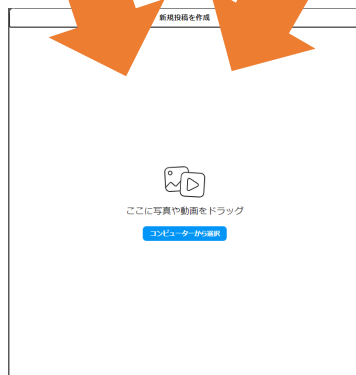 新規投稿を作成
ここに写真や動画をドラッグ
コンピューターから選択